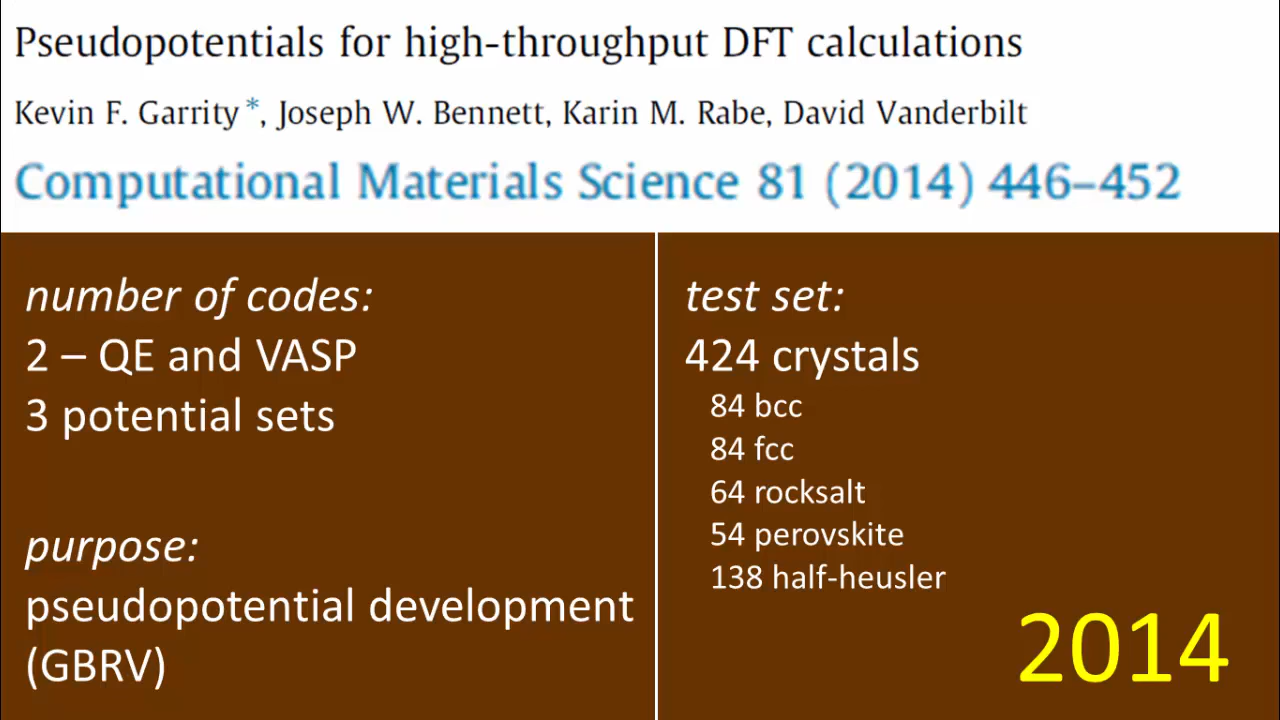 Pseudopotentials for high-throughput DFT calculations
Kevin F. Garrity*, Joseph W. Bennett, Karin M. Rabe, David Vanderbilt
Computational Materials Science 81 (2014) 446–452
number of codes:
2 – QE and VASP
3 potential sets
purpose:
pseudopotential development
(GBRV)
test set:
424 crystals
84 bcc
84 fcc
64 rocksalt
54 perovskite
138 half-heusler
2014